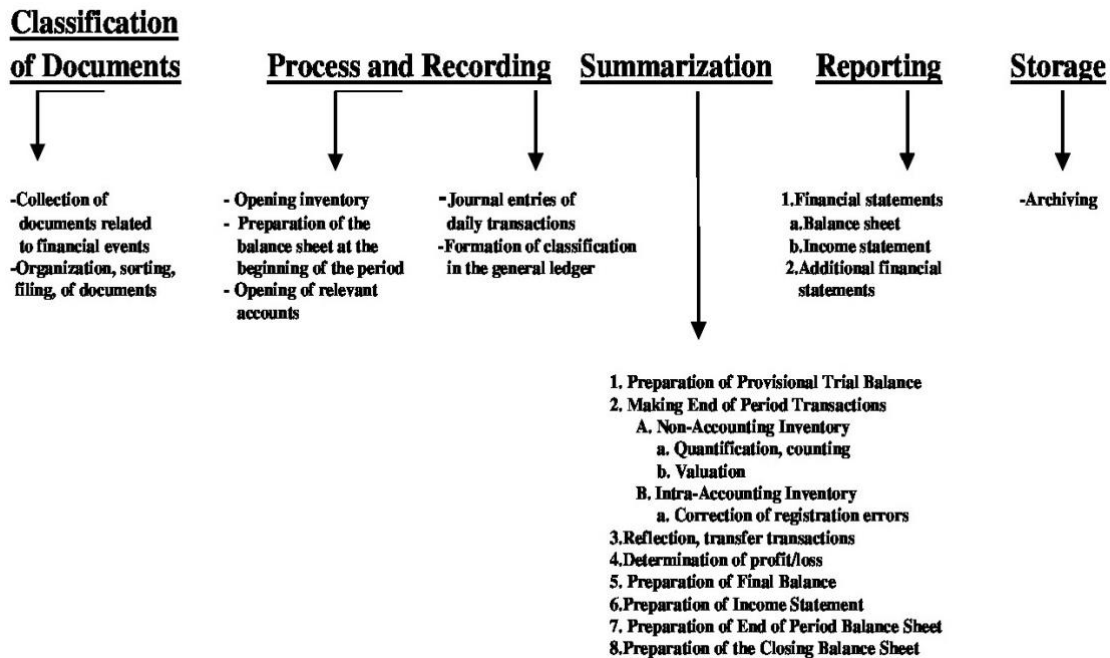 Classification
of Documents
Process and Recording
Summarization
Reporting
Storage
-Collection of
documents related
to financial events
-Organization, sorting,
filing, of documents
- Opening inventory
- Preparation of the
balance sheet at the
beginning of the period
- Opening of relevant
accounts
-Journal entries of
daily transactions
-Formation of classification
in the general ledger
1.Financial statements
a.Balance sheet
b.Income statement
2.Additional financial
statements
-Archiving
1. Preparation of Provisional Trial Balance
2. Making End of Period Transactions
A. Non-Accounting Inventory
a. Quantification, counting
b. Valuation
B. Intra-Accounting Inventory
a. Correction of registration errors
3.Reflection, transfer transactions
4.Determination of profit/loss
5. Preparation of Final Balance
6.Preparation of Income Statement
7. Preparation of End of Period Balance Sheet
8.Preparation of the Closing Balance Sheet